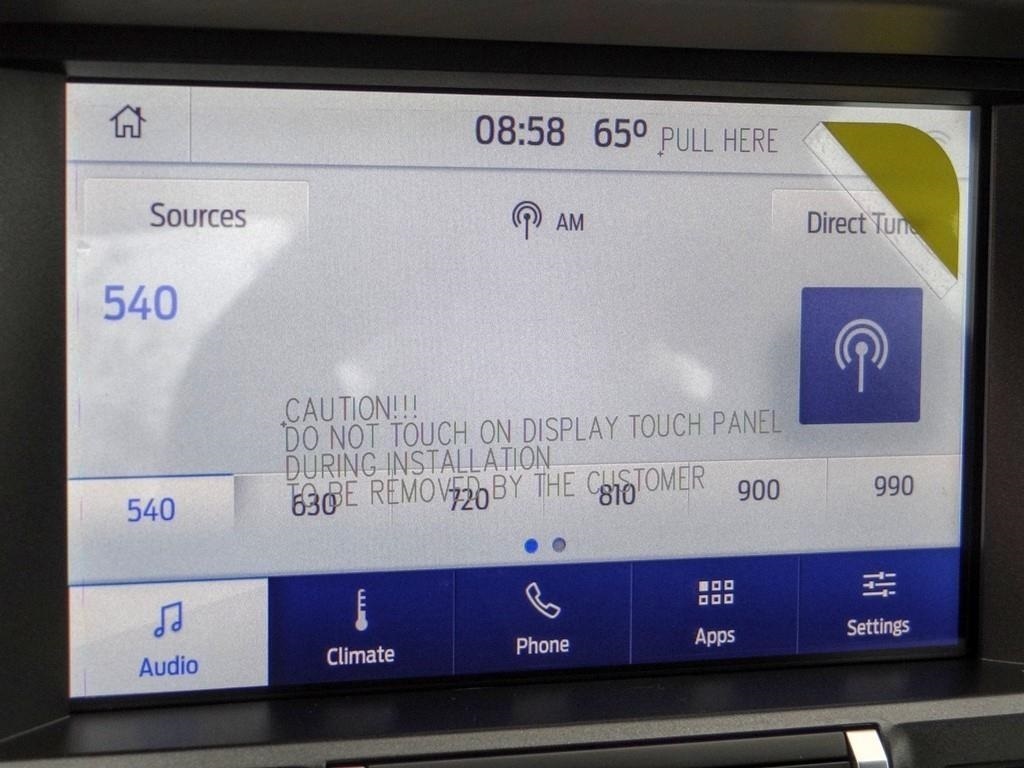 08:58 65° PULL HERE
Sources AM Direct Tune
540
CAUTION!!!
DO NOT TOUCH ON DISPLAY TOUCH PANEL
DURING INSTALLATION
TO BE REMOVED BY THE CUSTOMER
540 630 720 810 900 990
Audio Climate Phone Apps Settings